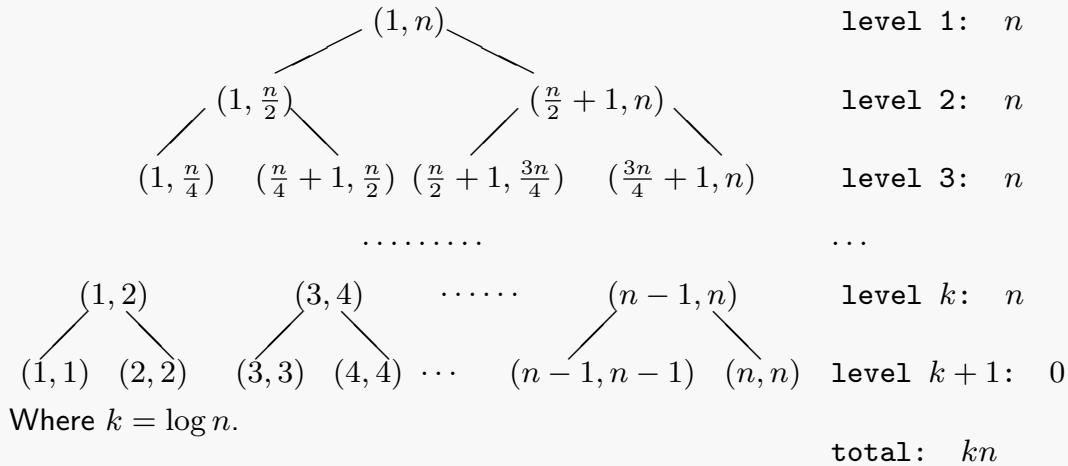 (1, n) level 1: n
(1, n/2) (n/2 + 1, n) level 2: n
(1, n/4) (n/4 + 1, n/2) (n/2 + 1, 3n/4) (3n/4 + 1, n) level 3: n
⋯⋯⋯ ⋯
(1, 2) (3, 4) ⋯⋯ (n − 1, n) level k: n
(1, 1) (2, 2) (3, 3) (4, 4) ⋯ (n − 1, n − 1) (n, n) level k + 1: 0
Where k = log n.
total: kn